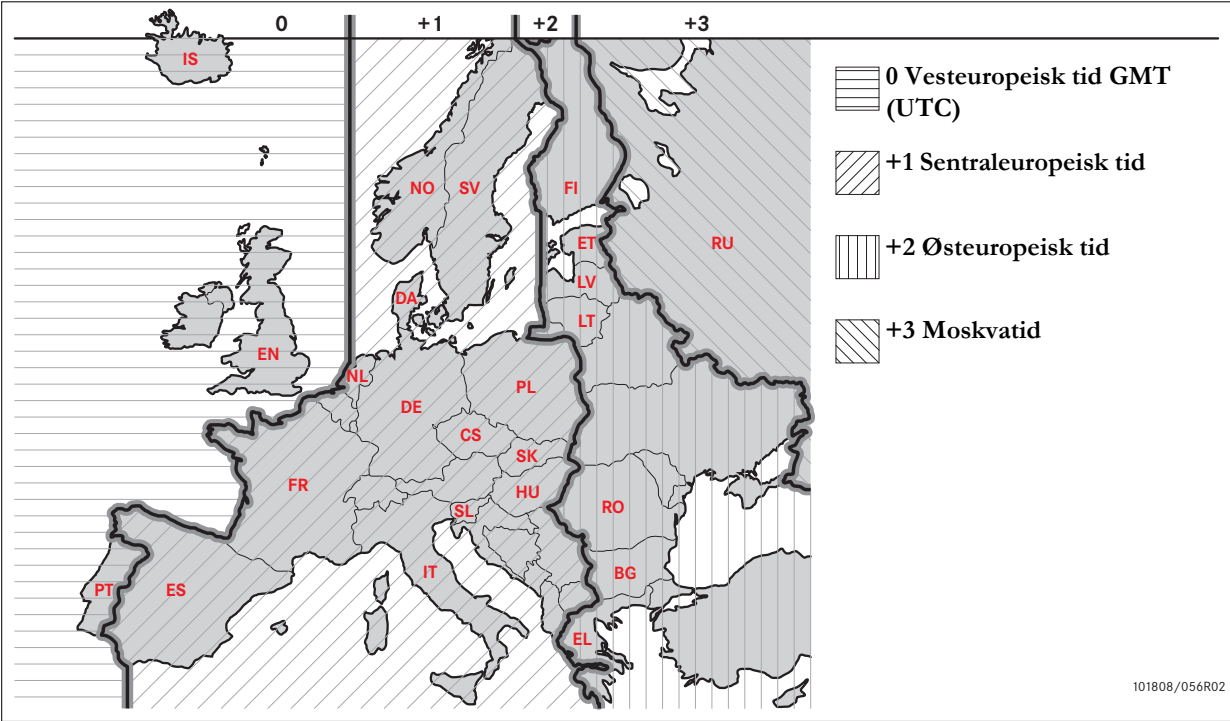 0 +1 +2 +3
IS
NO SV FI
ET
RU
LV
DA
LT
EN
NL
PL
DE
CS
SK
FR
HU
RO
SL
IT
BG
PT ES
EL
0 Vesteuropeisk tid GMT
(UTC)
+1 Sentraleuropeisk tid
+2 Østeuropeisk tid
+3 Moskvatid
101808/056R02